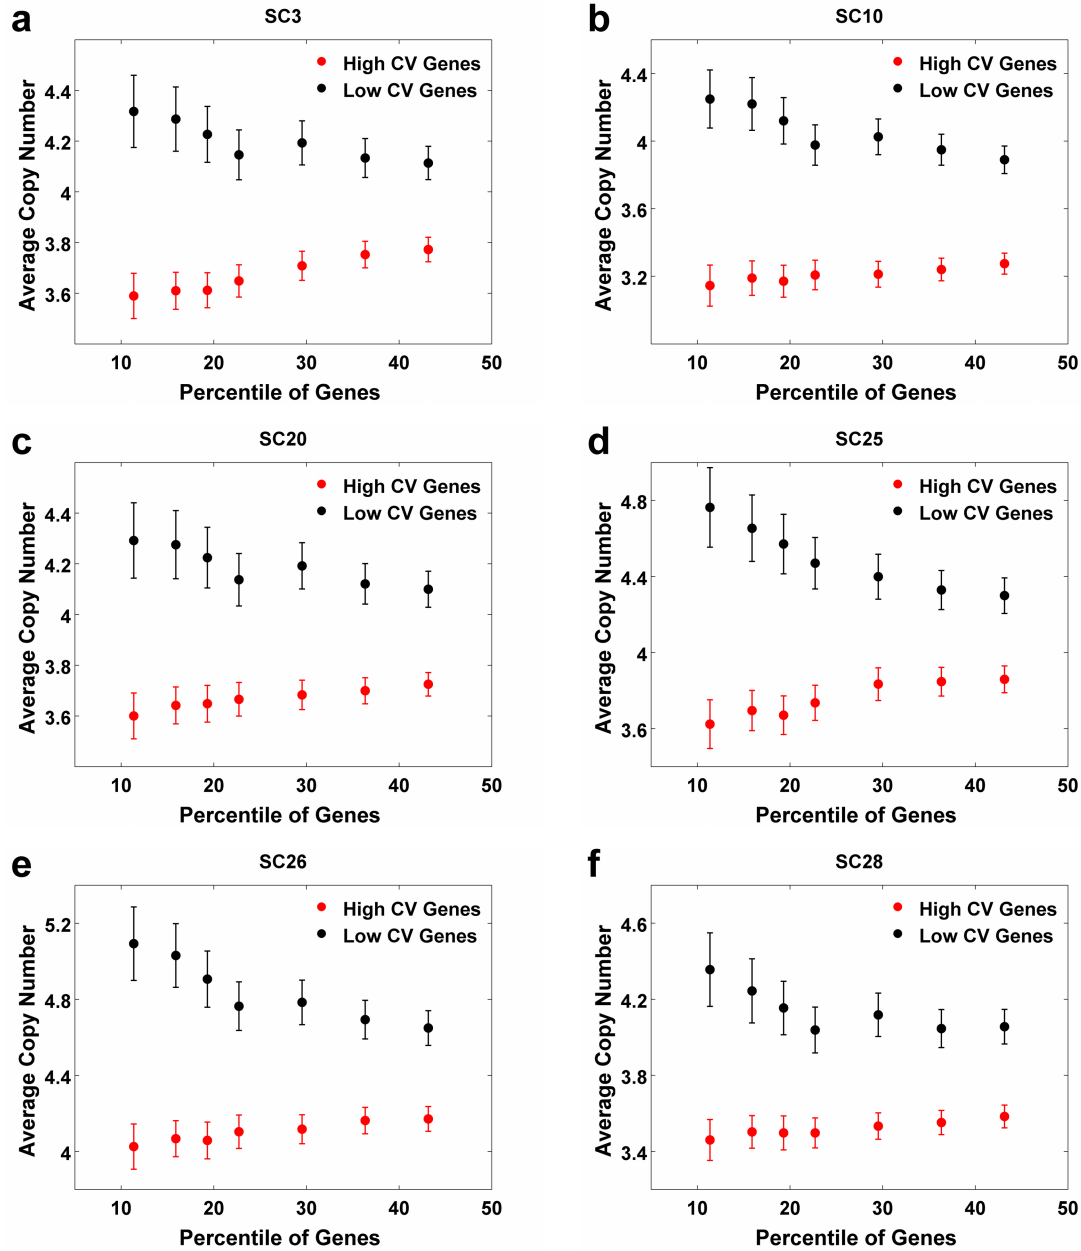 a
SC3
High CV Genes
Low CV Genes
Average Copy Number
4.4
4.2
4
3.8
3.6
10 20 30 40 50
Percentile of Genes
b
SC10
High CV Genes
Low CV Genes
Average Copy Number
4.4
4
3.6
3.2
10 20 30 40 50
Percentile of Genes
c
SC20
High CV Genes
Low CV Genes
Average Copy Number
4.4
4.2
4
3.8
3.6
10 20 30 40 50
Percentile of Genes
d
SC25
High CV Genes
Low CV Genes
Average Copy Number
4.8
4.4
4
3.6
10 20 30 40 50
Percentile of Genes
e
SC26
High CV Genes
Low CV Genes
Average Copy Number
5.2
4.8
4.4
4
10 20 30 40 50
Percentile of Genes
f
SC28
High CV Genes
Low CV Genes
Average Copy Number
4.6
4.2
3.8
3.4
10 20 30 40 50
Percentile of Genes